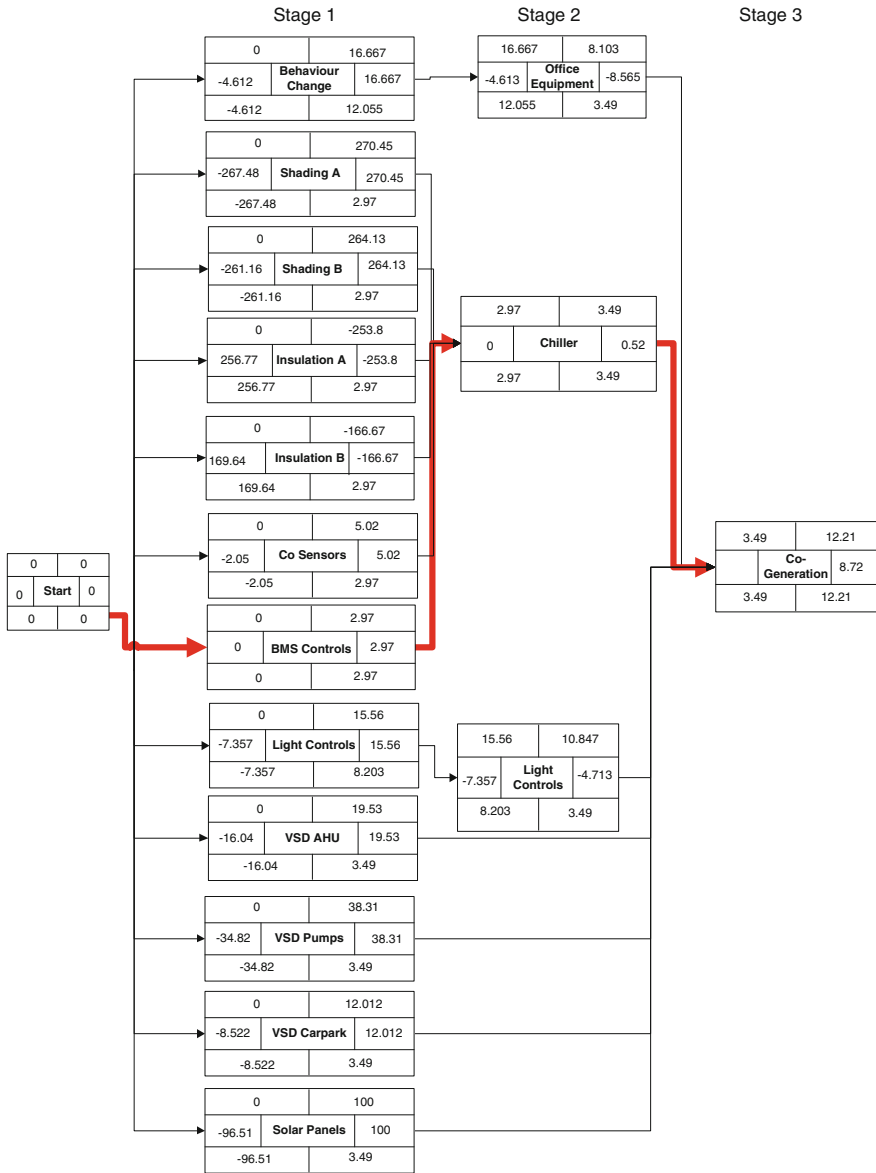 Stage 1
Stage 2
Stage 3
0 16.667
-4.612 Behaviour Change 16.667
-4.612 12.055
16.667 8.103
-4.613 Office Equipment -8.565
12.055 3.49
0 270.45
-267.48 Shading A 270.45
-267.48 2.97
0 264.13
-261.16 Shading B 264.13
-261.16 2.97
0 -253.8
256.77 Insulation A -253.8
256.77 2.97
2.97 3.49
0 Chiller 0.52
2.97 3.49
0 -166.67
169.64 Insulation B -166.67
169.64 2.97
0 5.02
-2.05 Co Sensors 5.02
-2.05 2.97
0 0
0 Start 0
0 0
3.49 12.21
Co-Generation 8.72
3.49 12.21
0 2.97
0 BMS Controls 2.97
0 2.97
0 15.56
-7.357 Light Controls 15.56
-7.357 8.203
15.56 10.847
-7.357 Light Controls -4.713
8.203 3.49
0 19.53
-16.04 VSD AHU 19.53
-16.04 3.49
0 38.31
-34.82 VSD Pumps 38.31
-34.82 3.49
0 12.012
-8.522 VSD Carpark 12.012
-8.522 3.49
0 100
-96.51 Solar Panels 100
-96.51 3.49